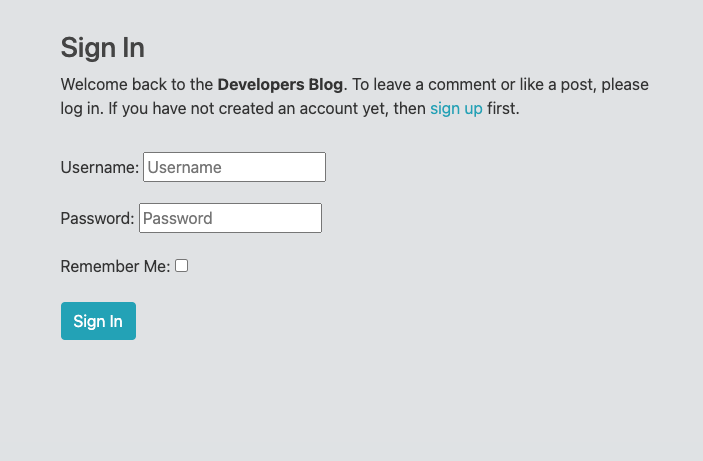 Sign In
Welcome back to the Developers Blog. To leave a comment or like a post, please
log in. If you have not created an account yet, then sign up first.
Username: Username
Password: Password
Remember Me:
Sign In